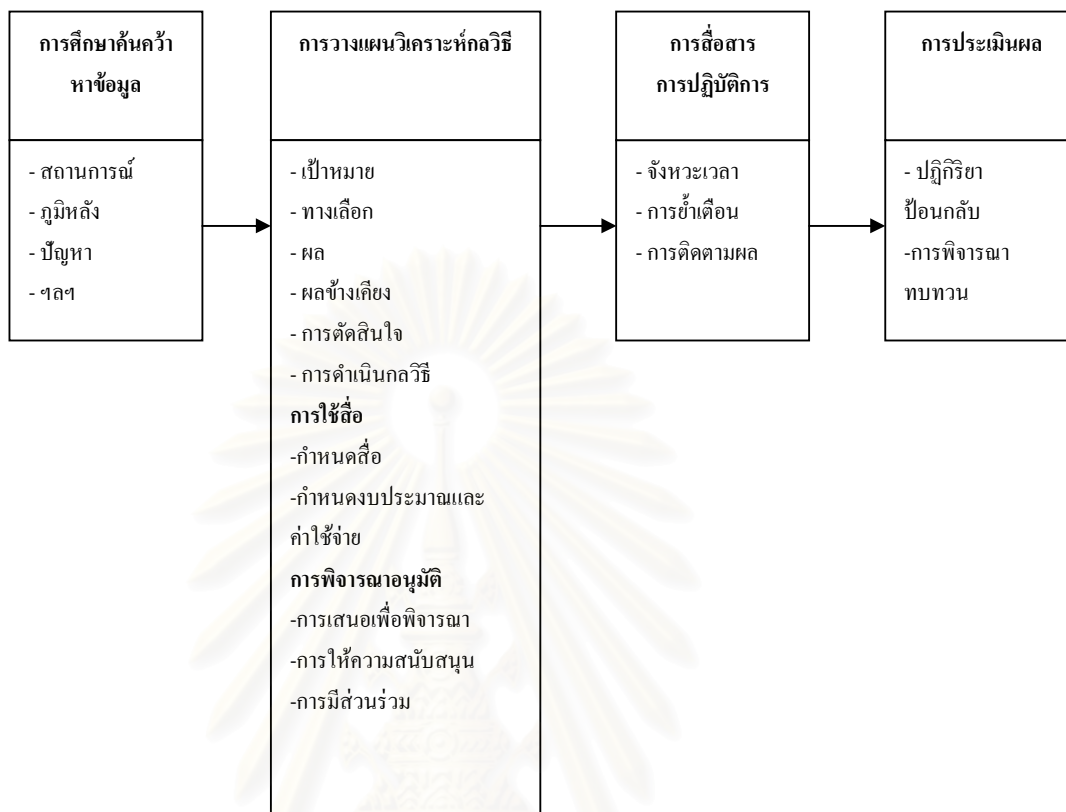 การศึกษาค้นคว้า
หาข้อมูล
- สถานการณ์
- ภูมิหลัง
- ปัญหา
- ฯลฯ
การวางแผนวิเคราะห์กลวิธี
- เป้าหมาย
- ทางเลือก
- ผล
- ผลข้างเคียง
- การตัดสินใจ
- การดำเนินกลวิธี
การใช้สื่อ
-กำหนดสื่อ
-กำหนดงบประมาณและ
ค่าใช้จ่าย
การพิจารณาอนุมัติ
-การเสนอเพื่อพิจารณา
-การให้ความสนับสนุน
-การมีส่วนร่วม
การสื่อสาร
การปฏิบัติการ
- จังหวะเวลา
- การย้ำเตือน
- การติดตามผล
การประเมินผล
- ปฏิกิริยา
ป้อนกลับ
-การพิจารณา
ทบทวน